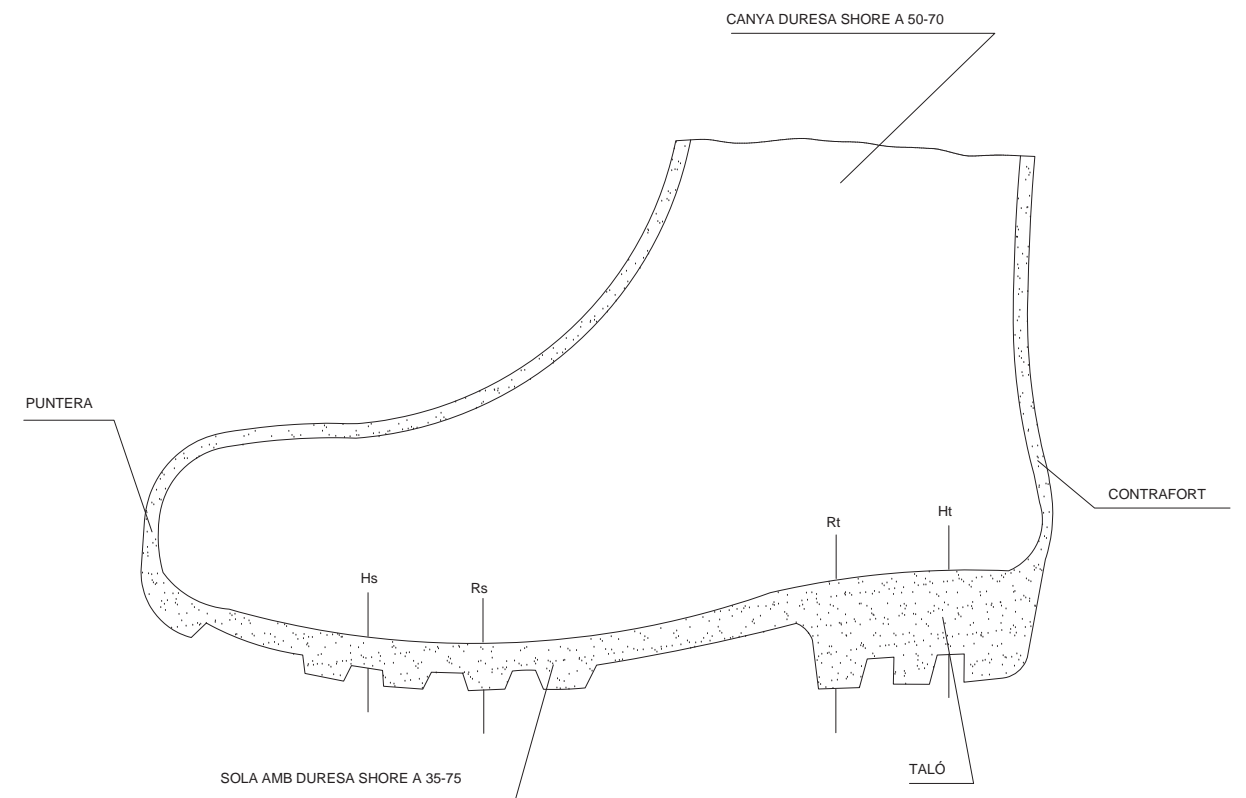 CANYA DURESA SHORE A 50-70
PUNTERA
CONTRAFORT
Ht
Rt
Hs
Rs
TALÓ
SOLA AMB DURESA SHORE A 35-75